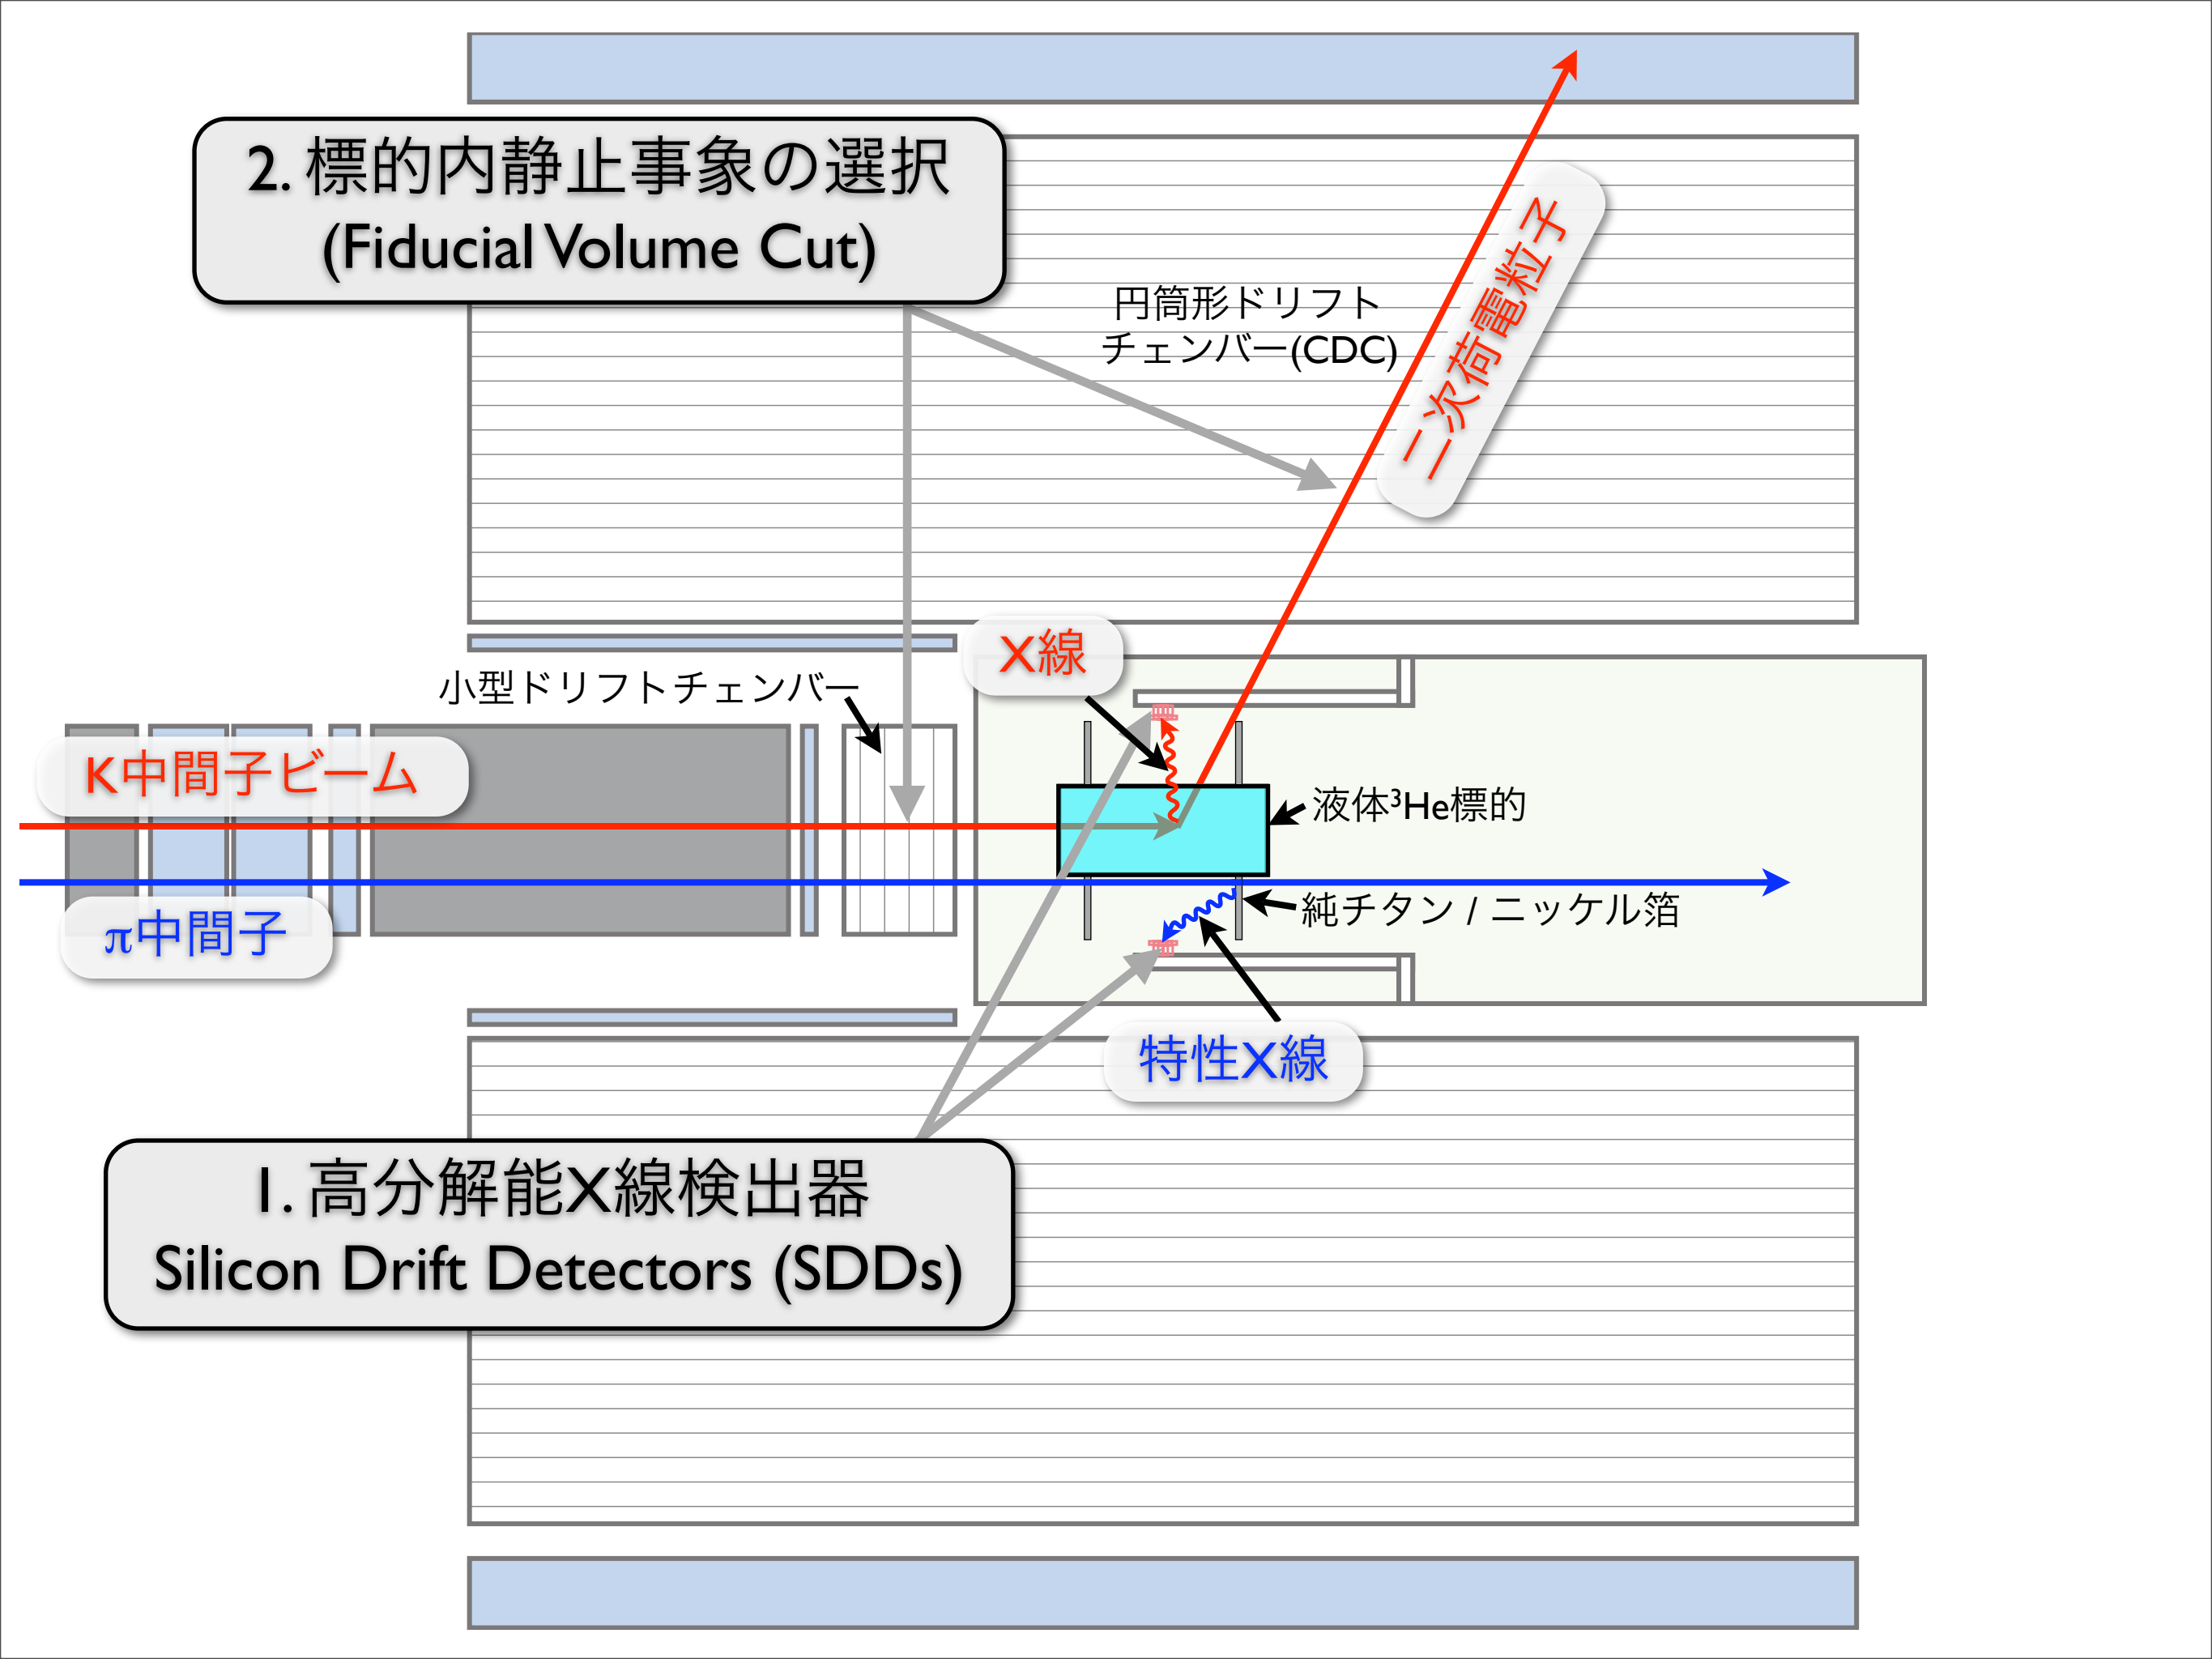 2. 標的内静止事象の選択
(Fiducial Volume Cut)
円筒形ドリフト
チェンバー(CDC)
二次荷電粒子
X線
小型ドリフトチェンバー
K中間子ビーム
液体³He標的
π中間子
純チタン / ニッケル箔
特性X線
1. 高分解能X線検出器
Silicon Drift Detectors (SDDs)